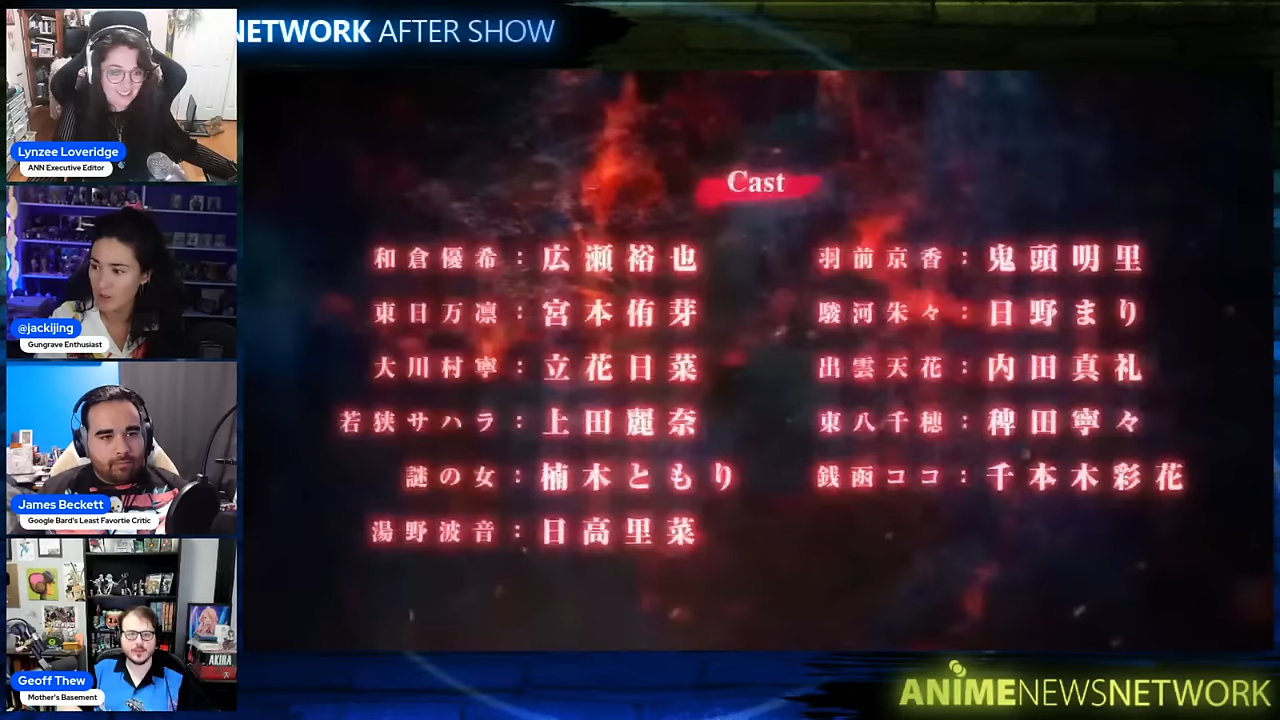 NETWORK AFTER SHOW
Lynzee Loveridge
ANN Executive Editor
@jackijing
Gungrave Enthusiast
James Beckett
Google Bard's Least Favortie Critic
Geoff Thew
Mother's Basement
AKIRA
Cast
和倉優希：広瀬裕也
羽前京香：鬼頭明里
東日万凛：宮本侑芽
駿河朱々：日野まり
大川村寧：立花日菜
出雲天花：内田真礼
若狭サハラ：上田麗奈
東八千穂：稗田寧々
謎の女：楠木ともり
銭函ココ：千本木彩花
湯野波音：日高里菜
ANIMENEWSNETWORK